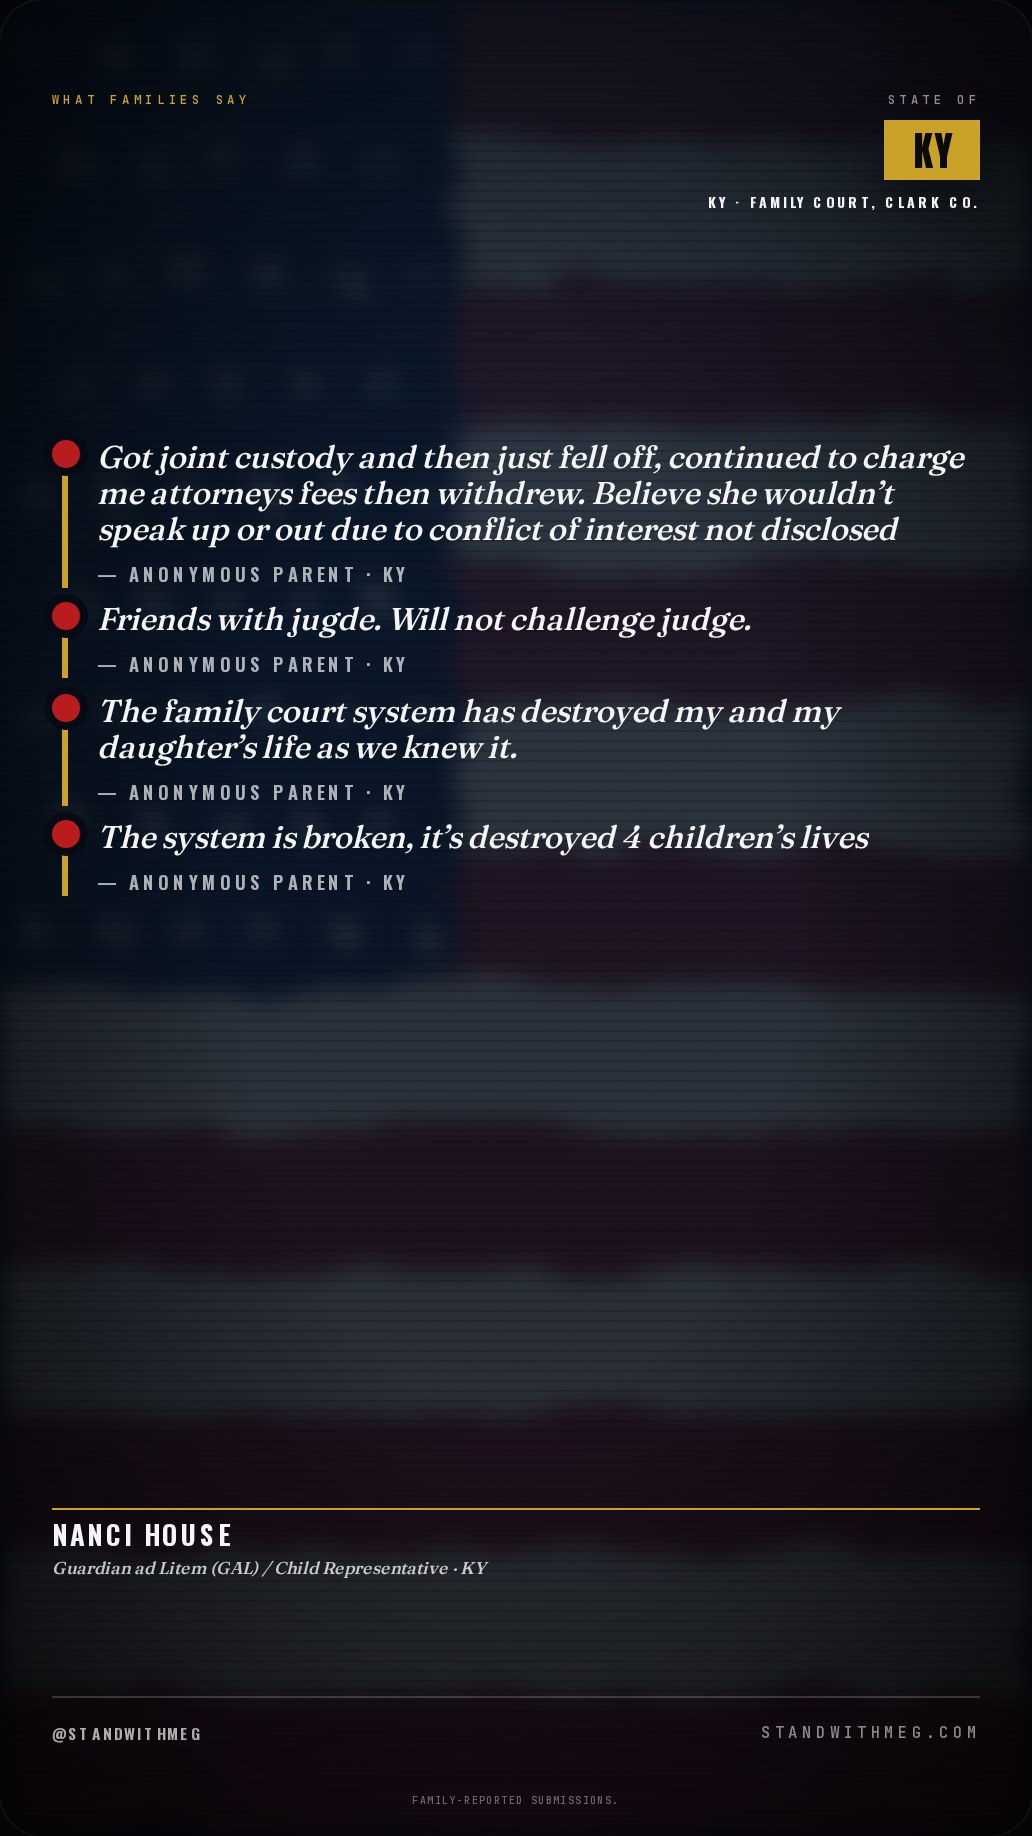 WHAT FAMILIES SAY
STATE OF
KY
KY · FAMILY COURT, CLARK CO.
Got joint custody and then just fell off, continued to charge
me attorneys fees then withdrew. Believe she wouldn’t
speak up or out due to conflict of interest not disclosed
— ANONYMOUS PARENT · KY
Friends with jugde. Will not challenge judge.
— ANONYMOUS PARENT · KY
The family court system has destroyed my and my
daughter’s life as we knew it.
— ANONYMOUS PARENT · KY
The system is broken, it’s destroyed 4 children’s lives
— ANONYMOUS PARENT · KY
NANCI HOUSE
Guardian ad Litem (GAL) / Child Representative · KY
@STANDWITHMEG
STANDWITHMEG.COM
FAMILY-REPORTED SUBMISSIONS.